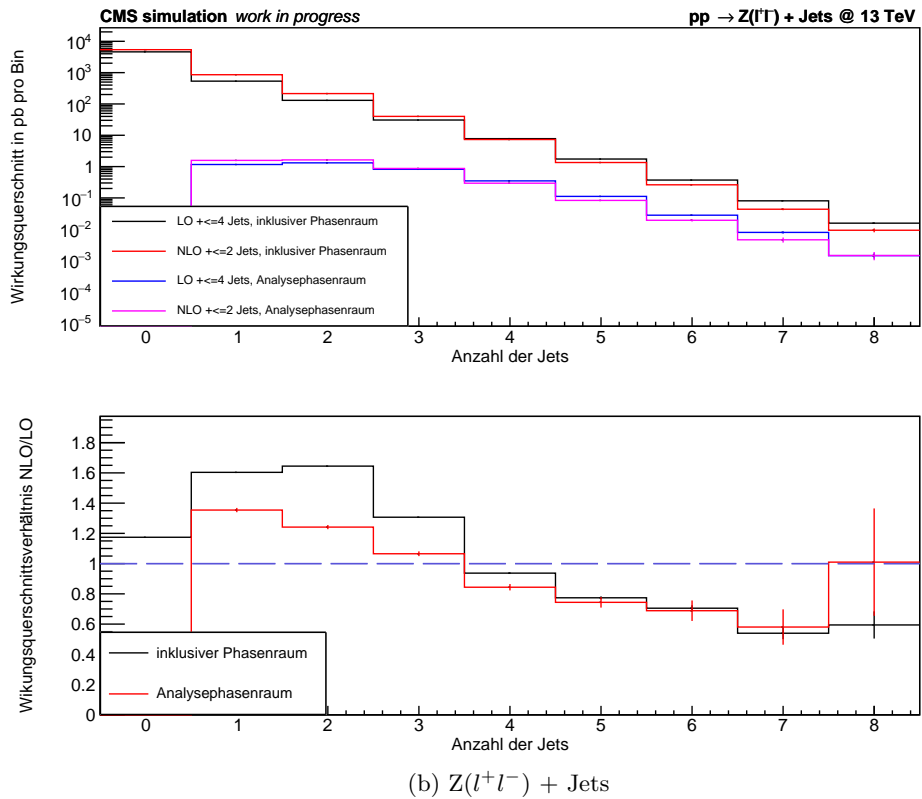 CMS simulation work in progress pp → Z(l⁺l⁻) + Jets @ 13 TeV
Wirkungsquerschnitt in pb pro Bin
10⁴
10³
10²
10
1
10⁻¹
10⁻²
10⁻³
10⁻⁴
10⁻⁵
LO +<=4 Jets, inklusiver Phasenraum
NLO +<=2 Jets, inklusiver Phasenraum
LO +<=4 Jets, Analysephasenraum
NLO +<=2 Jets, Analysephasenraum
0 1 2 3 4 5 6 7 8
Anzahl der Jets
Wikungsquerschnittsverhältnis NLO/LO
1.8
1.6
1.4
1.2
1
0.8
0.6
0.4
0.2
0
inklusiver Phasenraum
Analysephasenraum
0 1 2 3 4 5 6 7 8
Anzahl der Jets
(b) Z(l⁺l⁻) + Jets